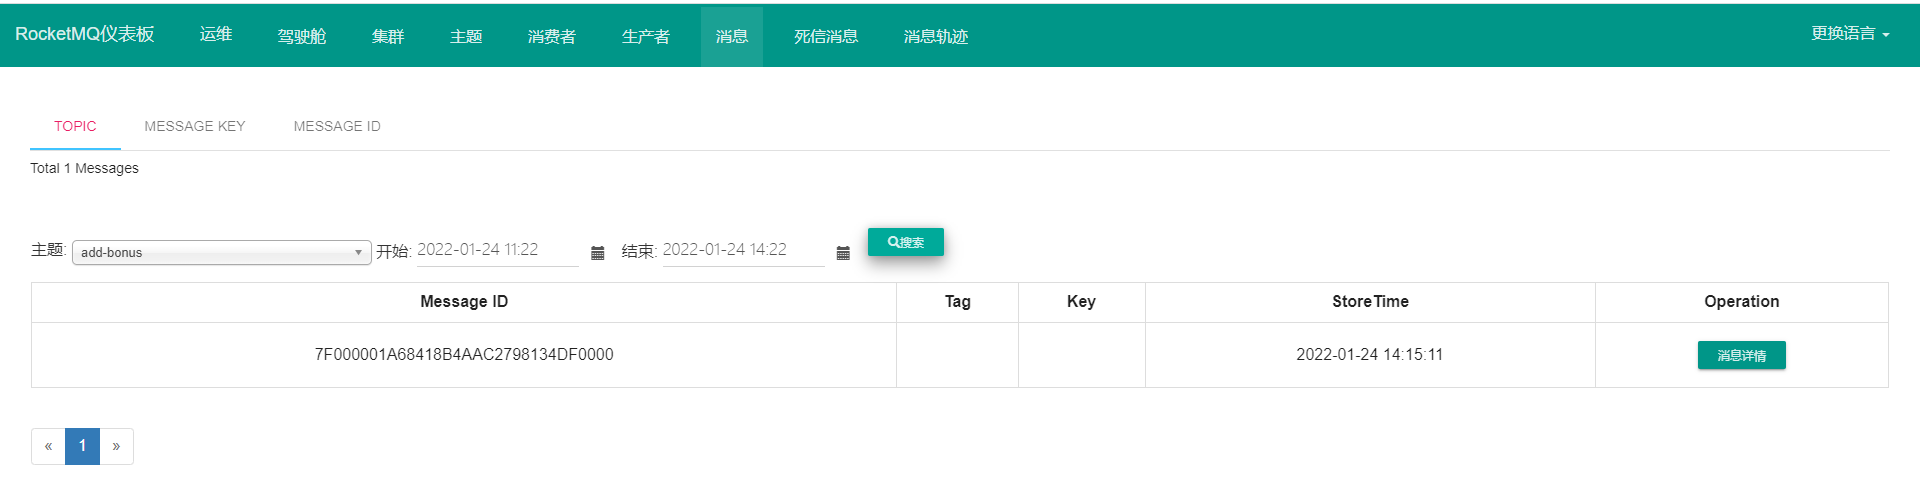 RocketMQ仪表板 运维 驾驶舱 集群 主题 消费者 生产者 消息 死信消息 消息轨迹 更换语言
TOPIC MESSAGE KEY MESSAGE ID
Total 1 Messages
主题: add-bonus 开始: 2022-01-24 11:22 结束: 2022-01-24 14:22 搜索
Message ID Tag Key StoreTime Operation
7F000001A68418B4AAC2798134DF0000 2022-01-24 14:15:11 消息详情
« 1 »